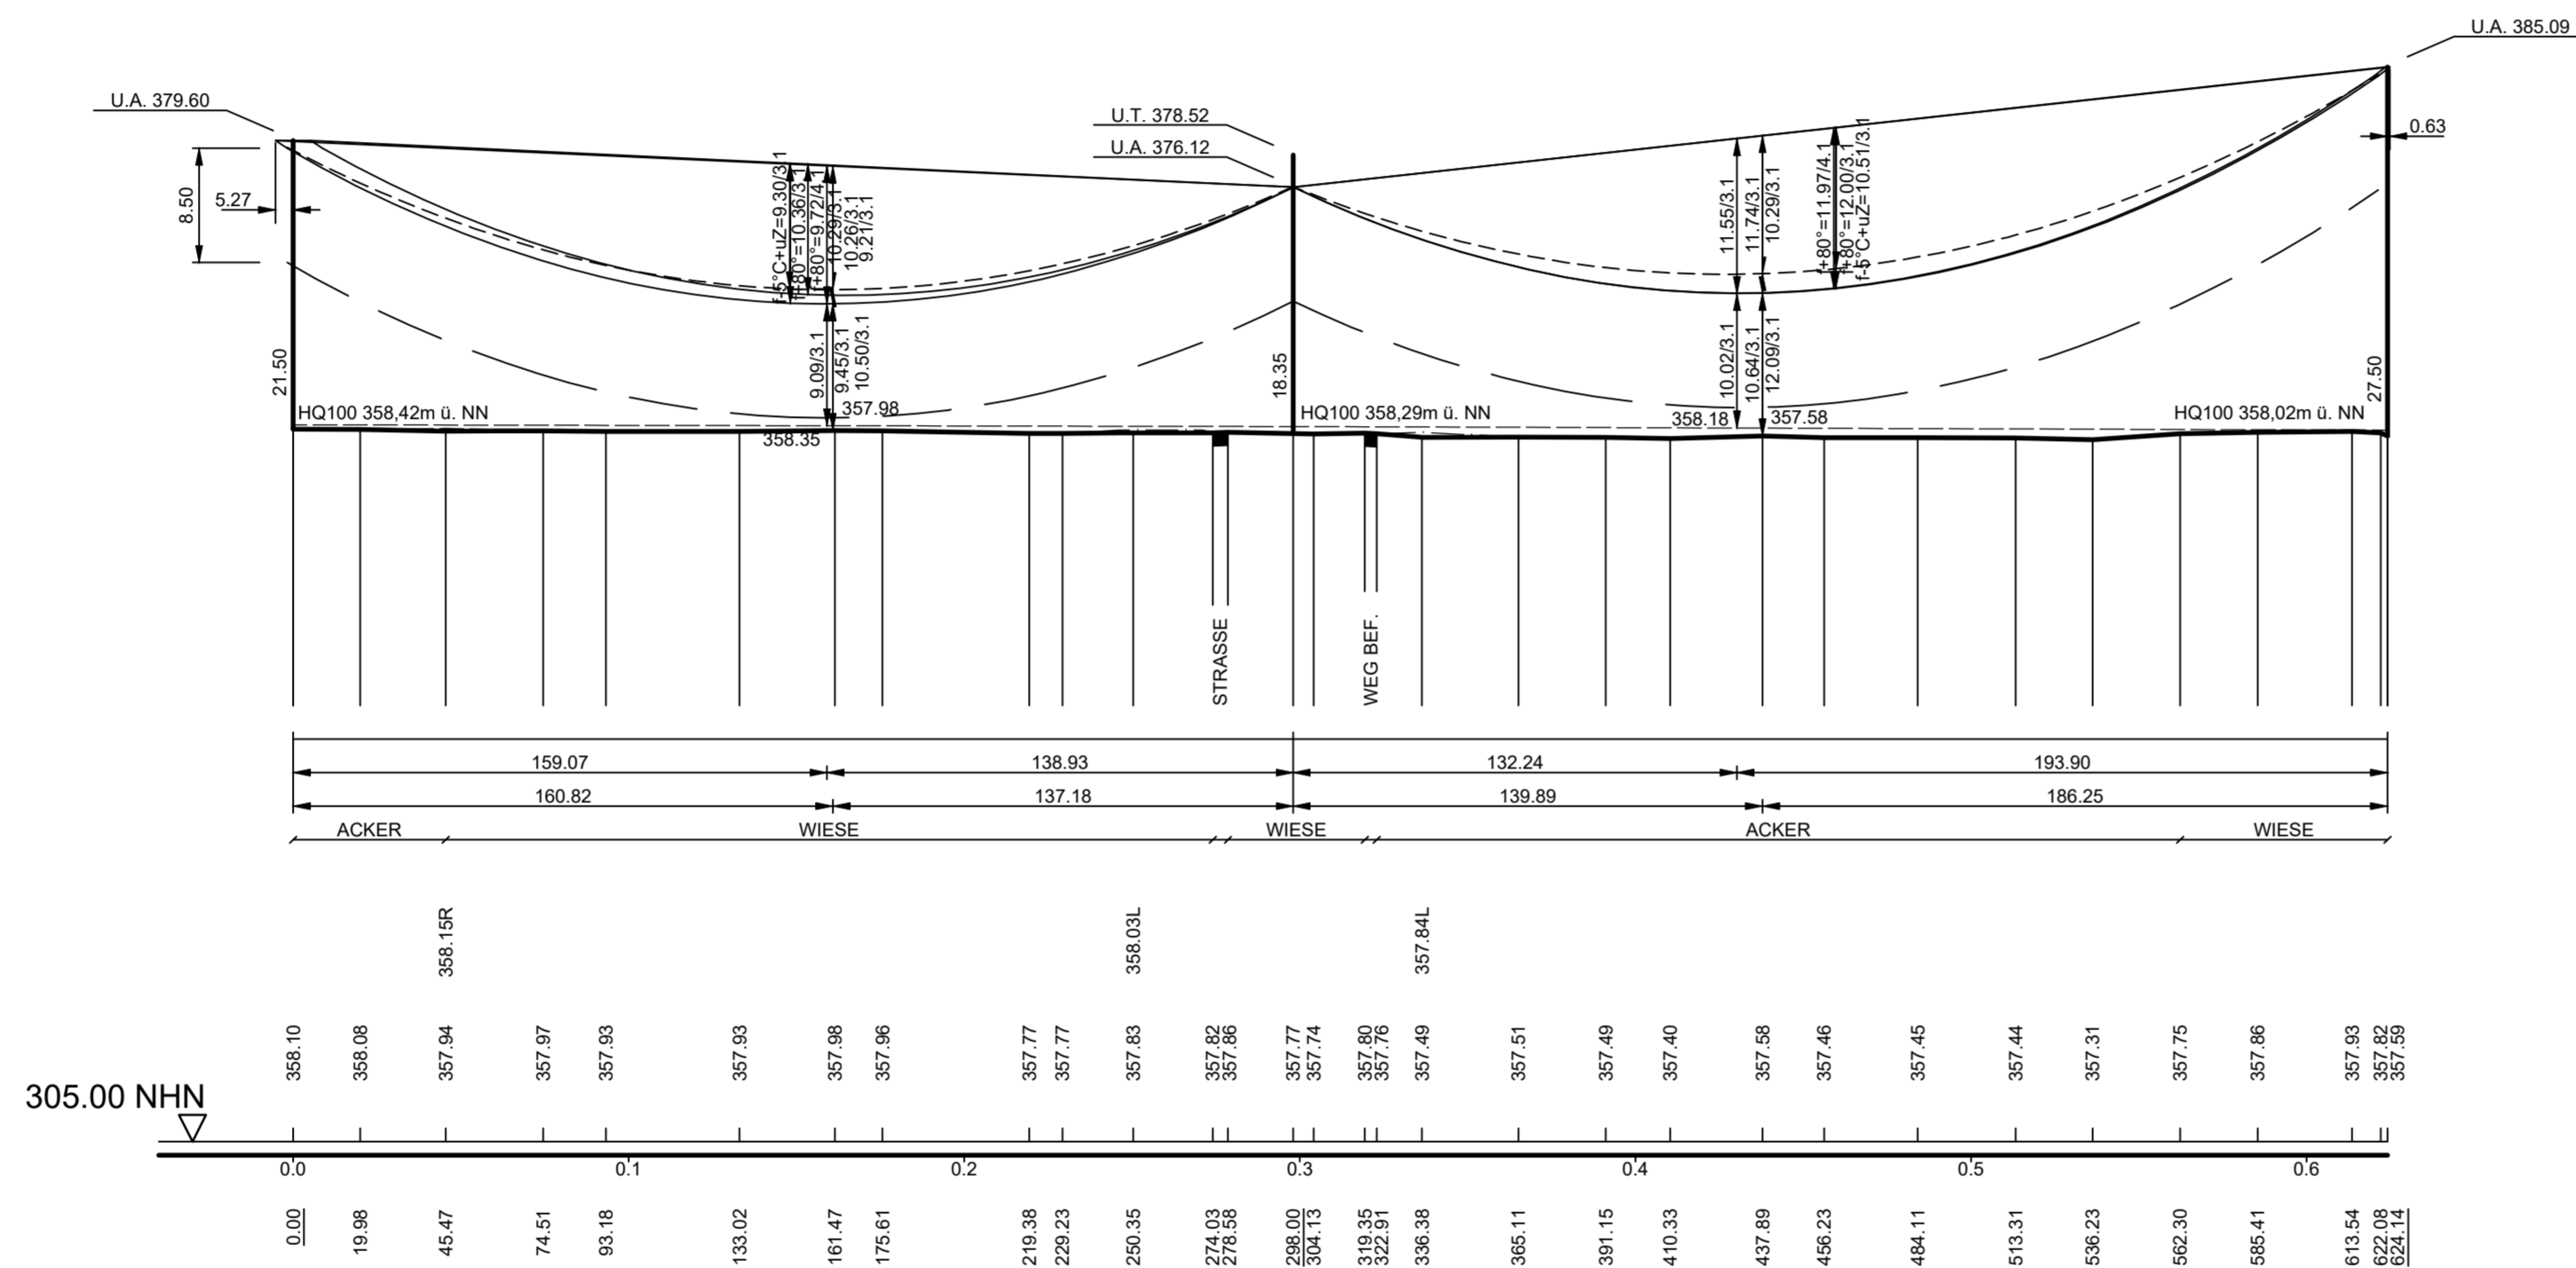 U.A. 385.09
U.A. 379.60
U.T. 378.52
U.A. 376.12
0.63
8.50
5.27
f-5°C+uZ=9.30/3.1
f+80°=10.36/3.1
f+80°=9.72/4.1
10.29/3.1
10.26/3.1
9.21/3.1
11.55/3.1
11.74/3.1
10.29/3.1
f+80°=11.97/4.1
f+80°=12.00/3.1
f-5°C+uZ=10.51/3.1
21.50
9.09/3.1
9.45/3.1
10.50/3.1
18.35
10.02/3.1
10.64/3.1
12.09/3.1
27.50
HQ100 358,42m ü. NN
357.98
358.35
HQ100 358,29m ü. NN
358.18
357.58
HQ100 358,02m ü. NN
STRASSE
WEG BEF.
159.07 138.93 132.24 193.90
160.82 137.18 139.89 186.25
ACKER WIESE WIESE ACKER WIESE
358.15R 358.03L 357.84L
358.10 358.08 357.94 357.97 357.93 357.93 357.98 357.96 357.77 357.77 357.83 357.82 357.86 357.77 357.74 357.80 357.76 357.49 357.51 357.49 357.40 357.58 357.46 357.45 357.44 357.31 357.75 357.86 357.93 357.82 357.59
305.00 NHN
0.0 0.1 0.2 0.3 0.4 0.5 0.6
0.00 19.98 45.47 74.51 93.18 133.02 161.47 175.61 219.38 229.23 250.35 274.03 278.58 298.00 304.13 319.35 322.91 336.38 365.11 391.15 410.33 437.89 456.23 484.11 513.31 536.23 562.30 585.41 613.54 622.08 624.14